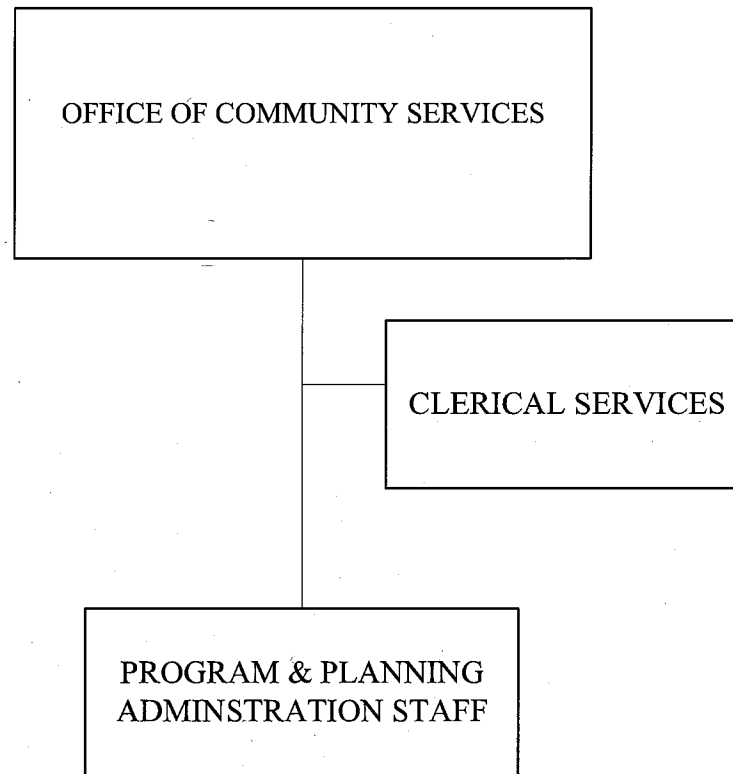 OFFICE OF COMMUNITY SERVICES
CLERICAL SERVICES
PROGRAM & PLANNING
ADMINSTRATION STAFF